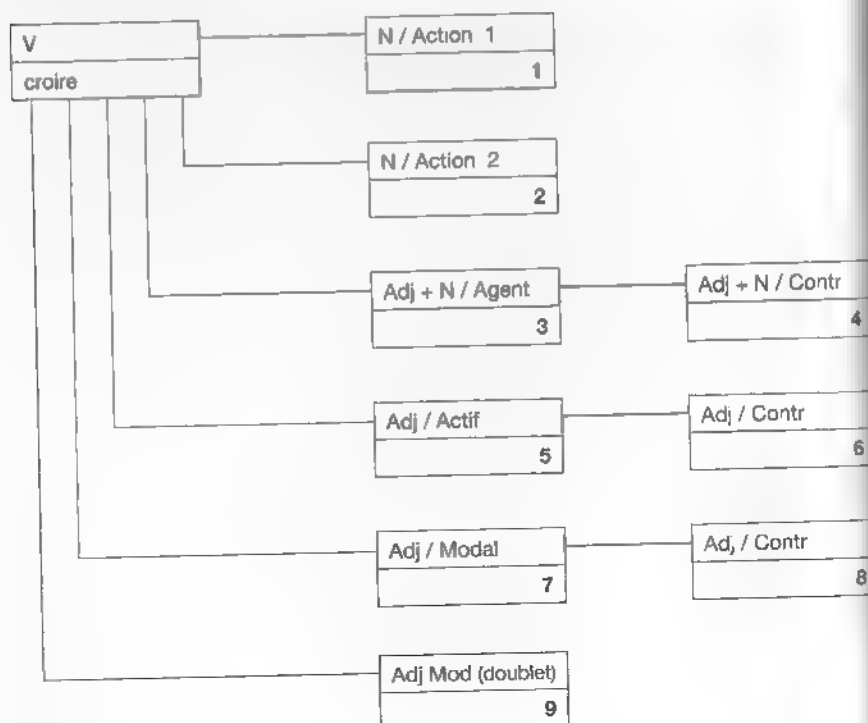 V
croire
N / Action 1
1
N / Action 2
2
Adj + N / Agent
3
Adj + N / Contr
4
Adj / Actif
5
Adj / Contr
6
Adj / Modal
7
Adj / Contr
8
Adj Mod (doublet)
9